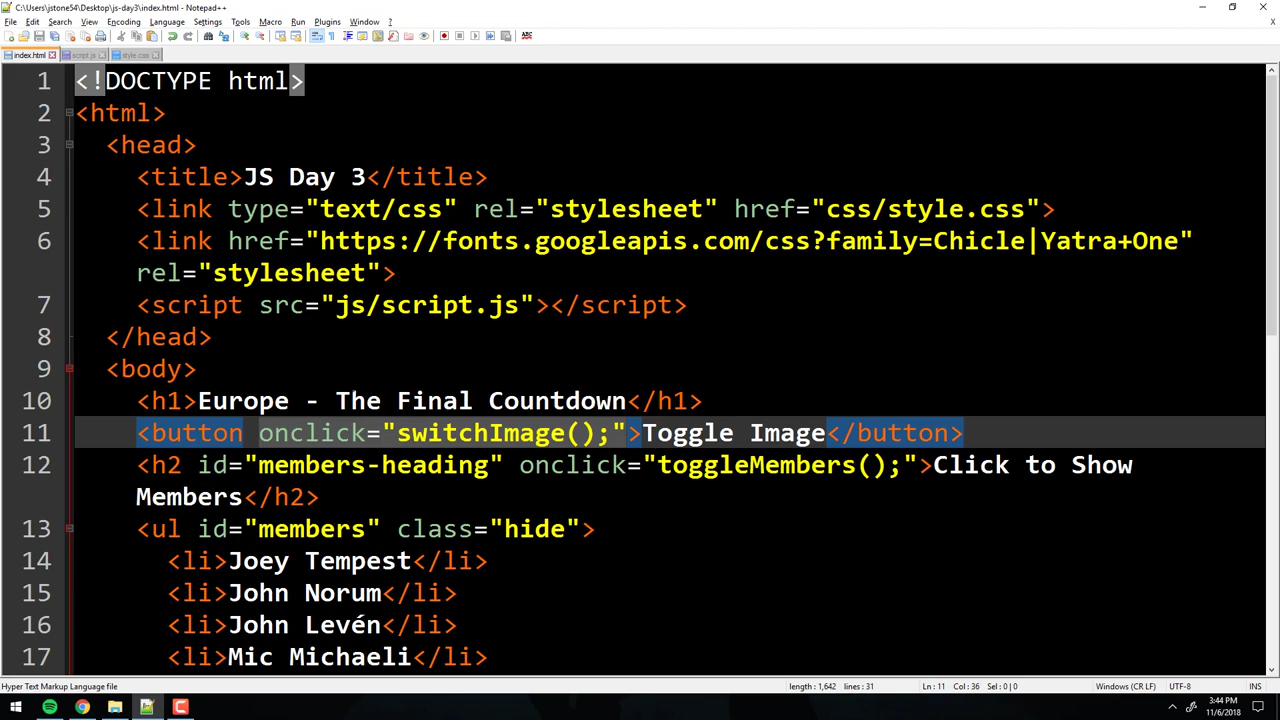 C:\Users\jstone54\Desktop\js-day3\index.html - Notepad++
File Edit Search View Encoding Language Settings Tools Macro Run Plugins Window ? X
index.html script.js style.css
1 <!DOCTYPE html>
2 <html>
3 <head>
4 <title>JS Day 3</title>
5 <link type="text/css" rel="stylesheet" href="css/style.css">
6 <link href="https://fonts.googleapis.com/css?family=Chicle|Yatra+One"
rel="stylesheet">
7 <script src="js/script.js"></script>
8 </head>
9 <body>
10 <h1>Europe - The Final Countdown</h1>
11 <button onclick="switchImage();">Toggle Image</button>
12 <h2 id="members-heading" onclick="toggleMembers();">Click to Show
Members</h2>
13 <ul id="members" class="hide">
14 <li>Joey Tempest</li>
15 <li>John Norum</li>
16 <li>John Levén</li>
17 <li>Mic Michaeli</li>
Hyper Text Markup Language file length : 1,642 lines : 31 Ln : 11 Col : 36 Sel : 0 | 0 Windows (CR LF) UTF-8 INS
3:44 PM
11/6/2018